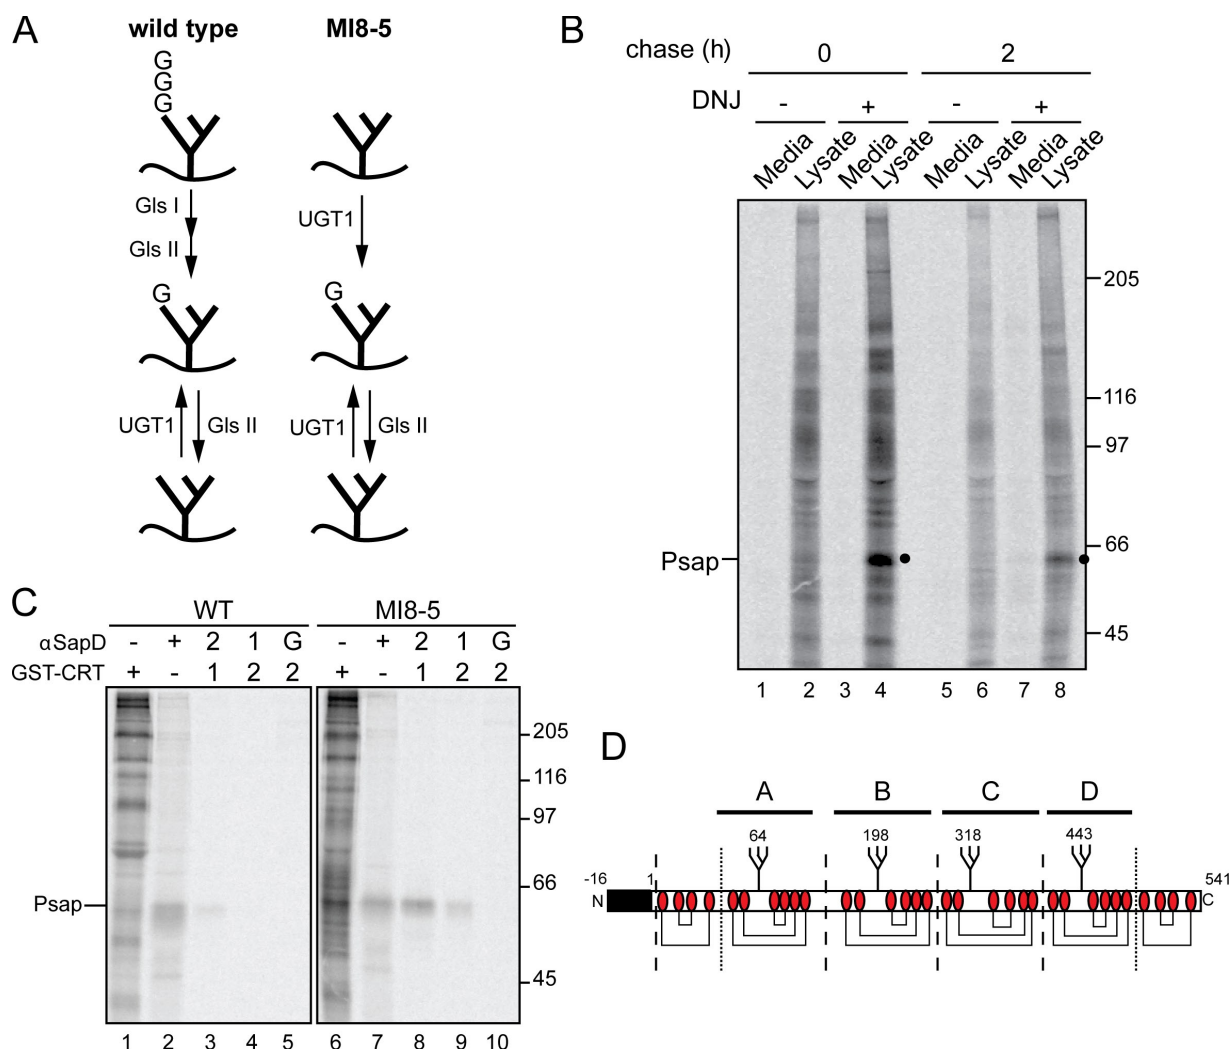 A
wild type MI8-5
G
G
G
Gls I
Gls II
UGT1
G G
UGT1 Gls II UGT1 Gls II
B
chase (h) 0 2
DNJ - + - +
Media Lysate Media Lysate Media Lysate Media Lysate
205
116
97
66
Psap
45
1 2 3 4 5 6 7 8
C
WT MI8-5
αSapD - + 2 1 G - + 2 1 G
GST-CRT + - 1 2 2 + - 1 2 2
205
116
97
66
Psap
45
1 2 3 4 5 6 7 8 9 10
D
A B C D
64 198 318 443
-16 1 541
N C